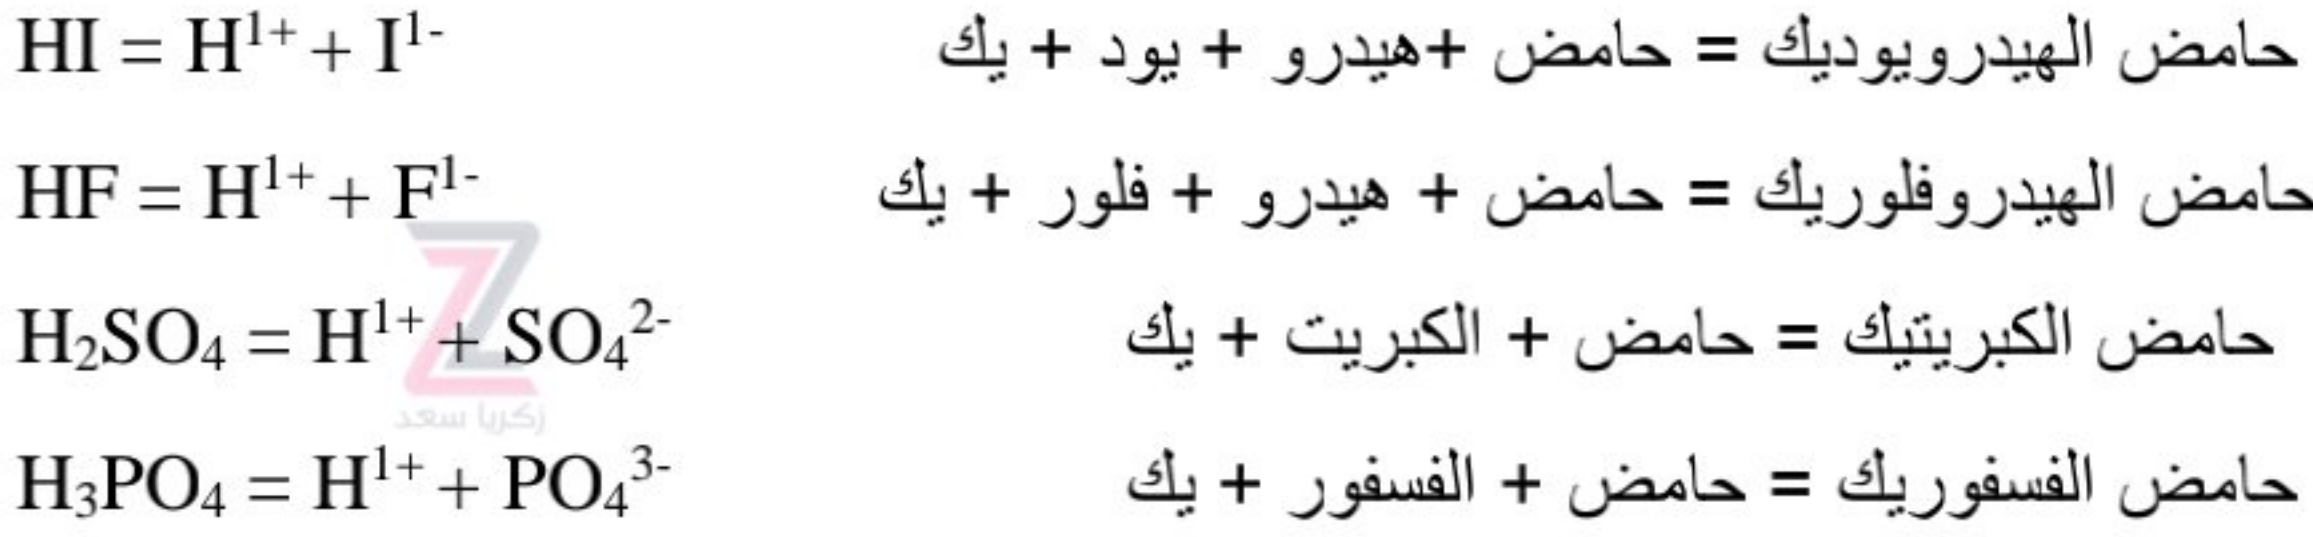 HI = H¹⁺ + I¹⁻ حامض الهيدرويوديك = حامض +هيدرو + يود + يك
HF = H¹⁺ + F¹⁻ حامض الهيدروفلوريك = حامض + هيدرو + فلور + يك
H₂SO₄ = H¹⁺ + SO₄²⁻ حامض الكبريتيك = حامض + الكبريت + يك
زكريا سعد
H₃PO₄ = H¹⁺ + PO₄³⁻ حامض الفسفوريك = حامض + الفسفور + يك